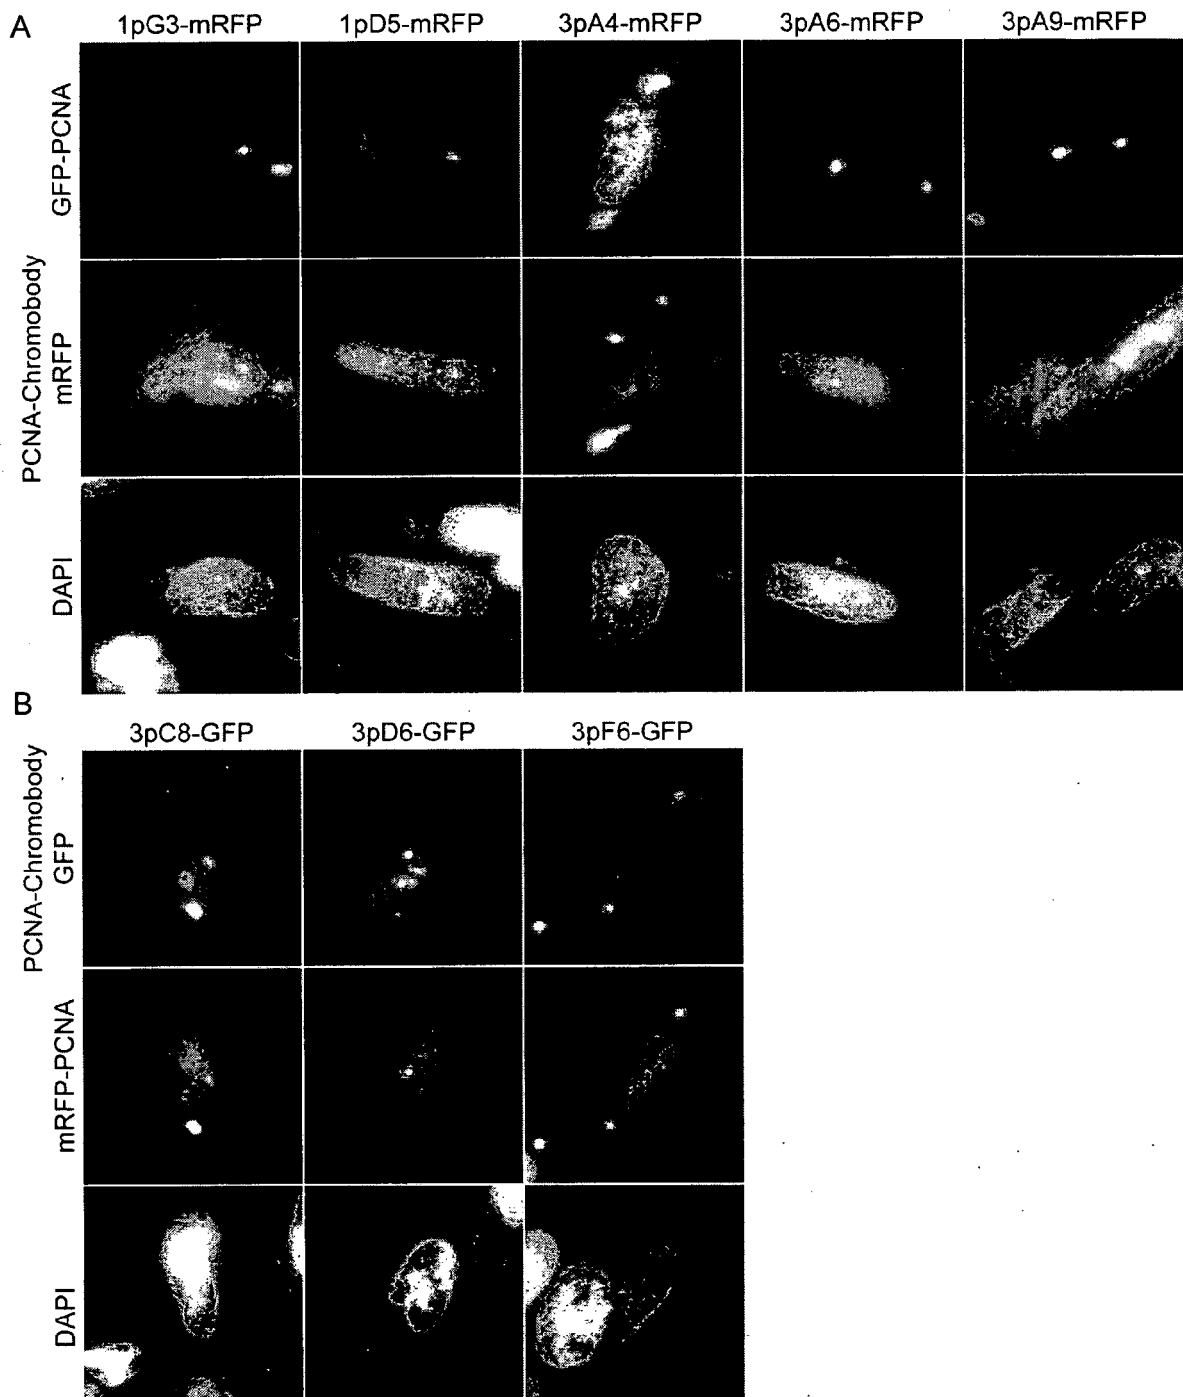 A
1pG3-mRFP 1pD5-mRFP 3pA4-mRFP 3pA6-mRFP 3pA9-mRFP
GFP-PCNA
PCNA-Chromobody
mRFP
DAPI
B
3pC8-GFP 3pD6-GFP 3pF6-GFP
PCNA-Chromobody
GFP
mRFP-PCNA
DAPI